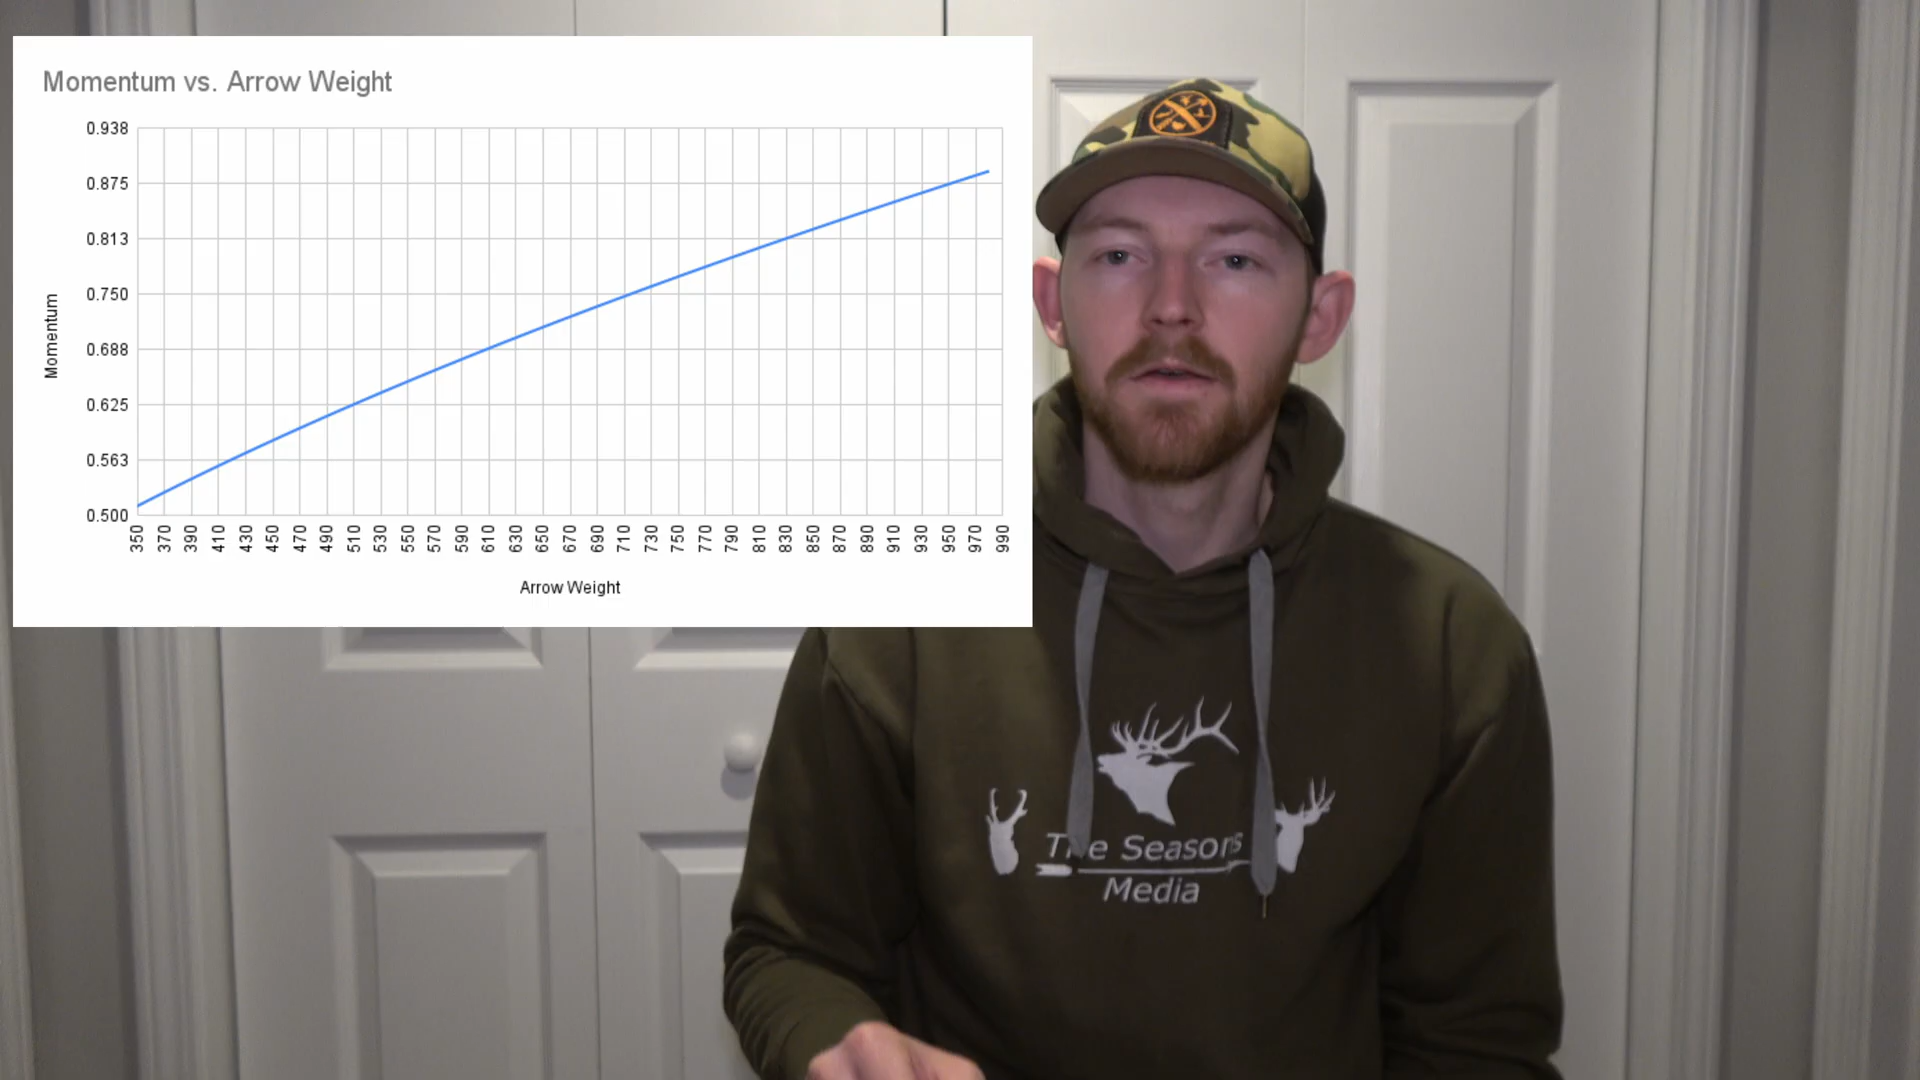 Momentum vs. Arrow Weight
0.938
0.875
0.813
0.750
0.688
0.625
0.563
0.500
Momentum
350 370 390 410 430 450 470 490 510 530 550 570 590 610 630 650 670 690 710 730 750 770 790 810 830 850 870 890 910 930 950 970 990
Arrow Weight
The Seasons
Media